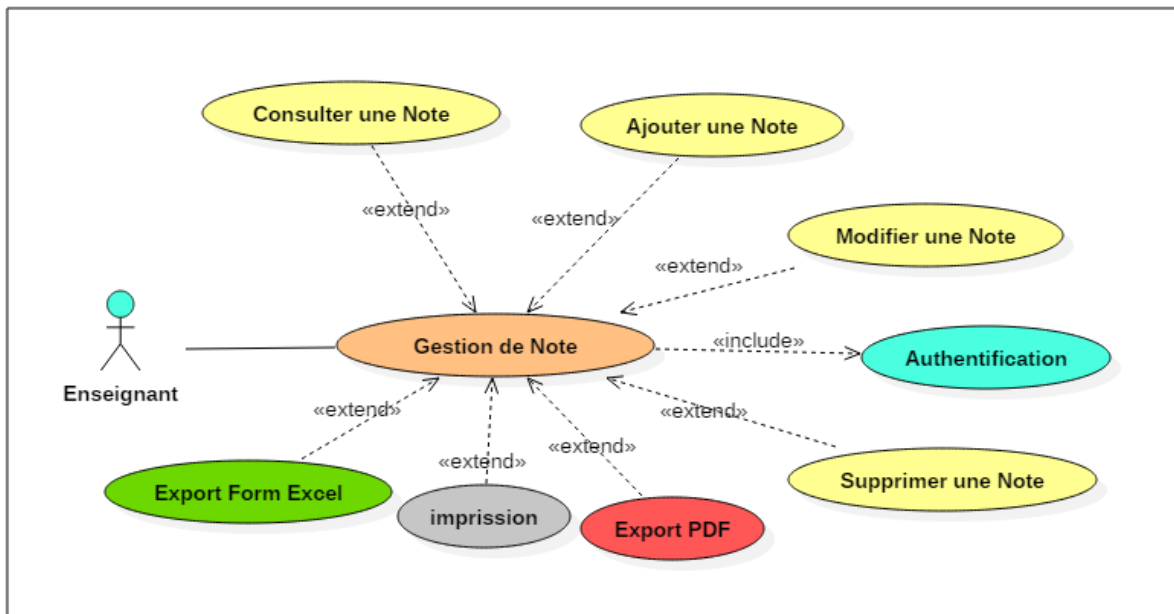 Consulter une Note
Ajouter une Note
«extend»
«extend»
Modifier une Note
«extend»
Gestion de Note
«include»
Authentification
Enseignant
«extend»
«extend»
«extend»
«extend»
Export Form Excel
imprission
Export PDF
Supprimer une Note